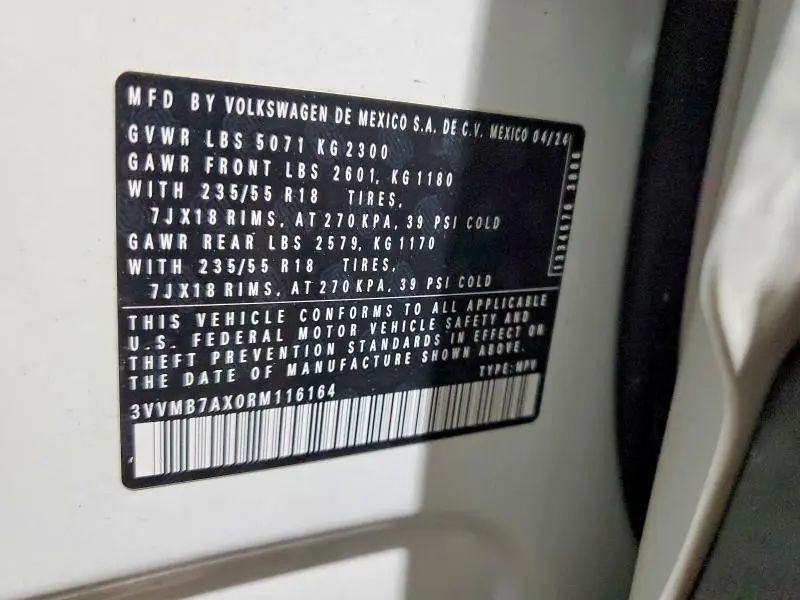 MFD BY VOLKSWAGEN DE MEXICO S.A. DE C.V. MEXICO 04/24
GVWR LBS 5071 KG 2300
GAWR FRONT LBS 2601, KG 1180
WITH 235/55 R18 TIRES,
7JX18 RIMS, AT 270 KPA, 39 PSI COLD
GAWR REAR LBS 2579, KG 1170
WITH 235/55 R18 TIRES,
7JX18 RIMS, AT 270 KPA, 39 PSI COLD
THIS VEHICLE CONFORMS TO ALL APPLICABLE
U.S. FEDERAL MOTOR VEHICLE SAFETY AND
THEFT PREVENTION STANDARDS IN EFFECT ON
THE DATE OF MANUFACTURE SHOWN ABOVE.
TYPE: MPV
3VVMB7AX0RM116164